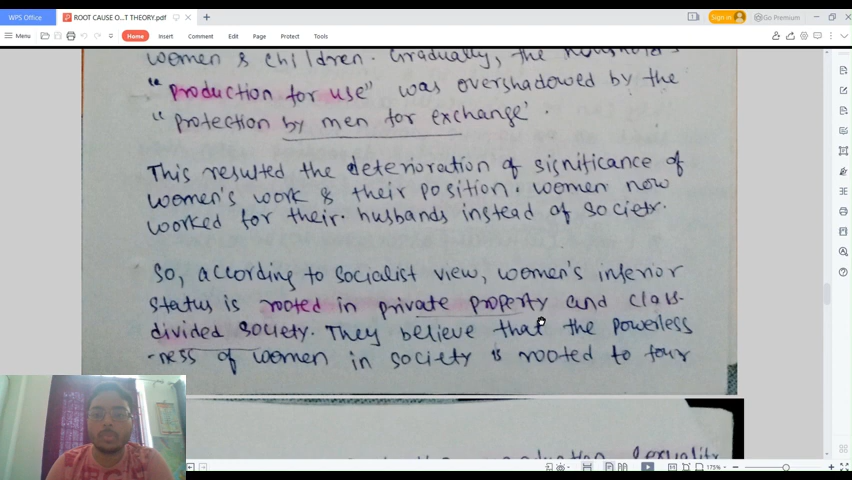 WPS Office
ROOT CAUSE O...T THEORY.pdf
Sign in
Go Premium
Menu
Home
Insert
Comment
Edit
Page
Protect
Tools
women & children. Gradually, the
"production for use" was overshadowed by the
"protection by men for exchange'.
This resulted the deterioration of significance of
women's work & their position. women now
worked for their. husbands instead of society.
So, according to socialist view, women's inferior
status is rooted in private property and class-
divided society. They believe that the powerless
-ness of women in society is rooted to four
175%